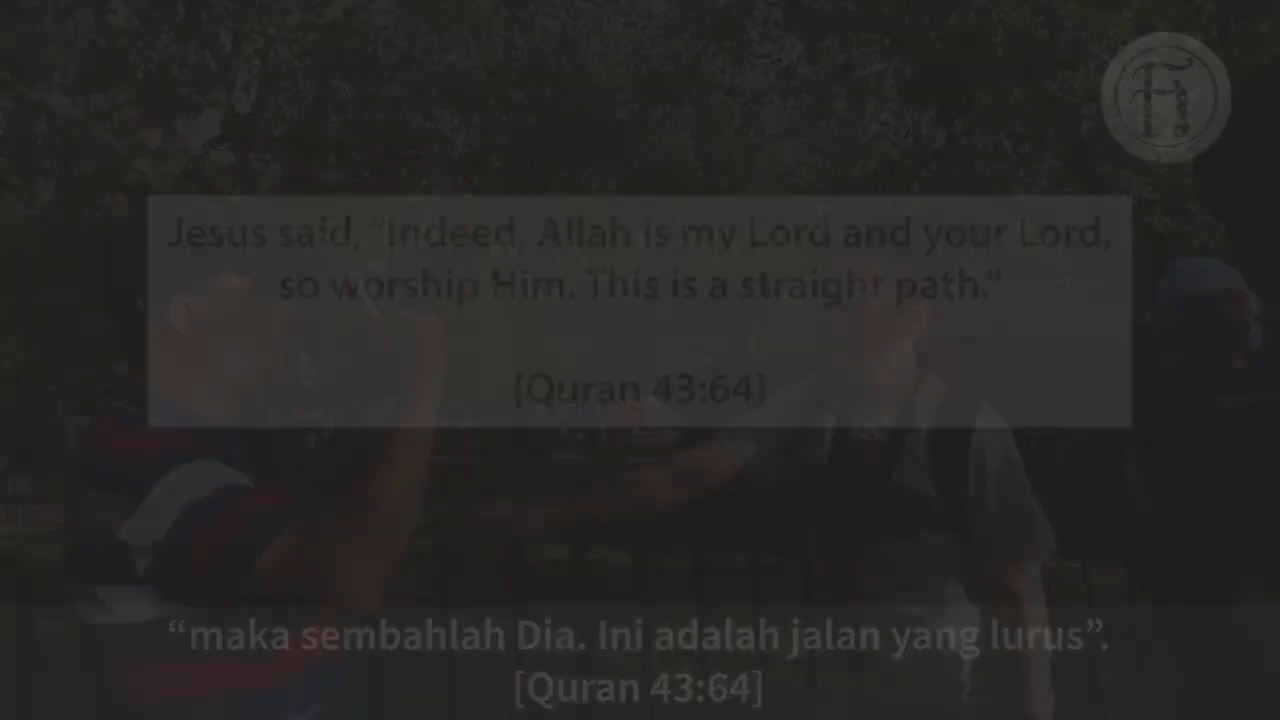 Jesus said, "Indeed, Allah is my Lord and your Lord,
so worship Him. This is a straight path."
[Quran 43:64]
“maka sembahlah Dia. Ini adalah jalan yang lurus”.
[Quran 43:64]